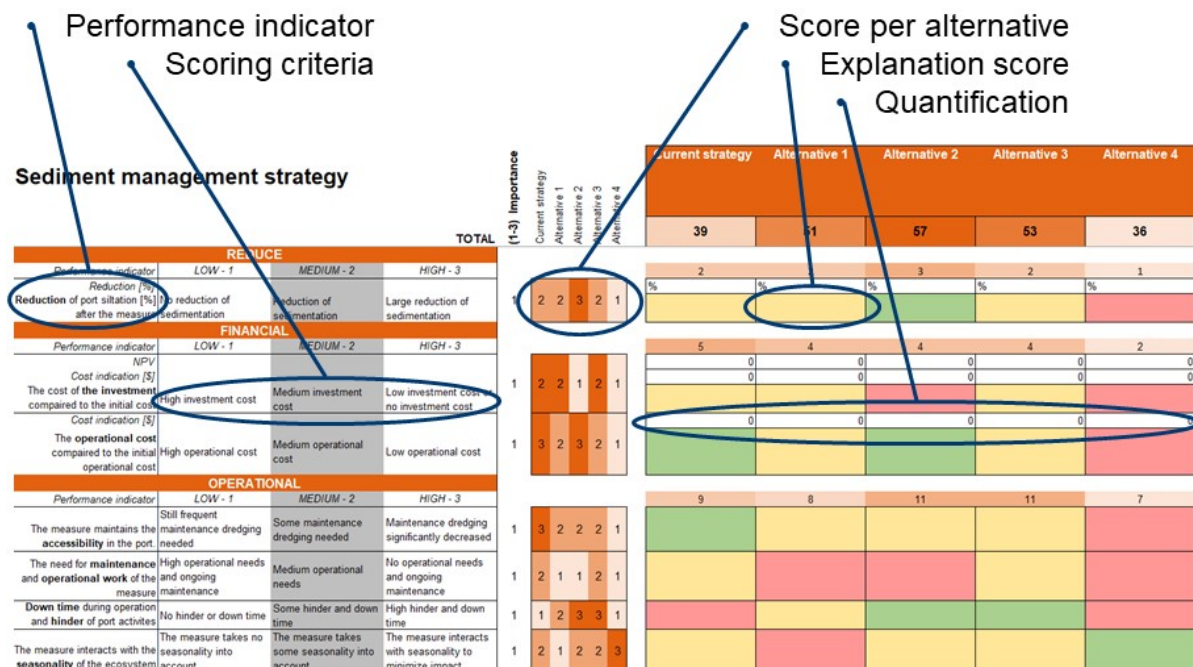 Performance indicator
Scoring criteria
Score per alternative
Explanation score
Quantification
Sediment management strategy
TOTAL
(1-3) Importance
Current strategy
Alternative 1
Alternative 2
Alternative 3
Alternative 4
Current strategy Alternative 1 Alternative 2 Alternative 3 Alternative 4
39 51 57 53 36
REDUCE
Performance indicator LOW - 1 MEDIUM - 2 HIGH - 3
2 3 2 1
Reduction [%]
% % % % %
Reduction of port siltation [%] after the measure
No reduction of sedimentation
Reduction of sedimentation
Large reduction of sedimentation
1 2 2 3 2 1
FINANCIAL
Performance indicator LOW - 1 MEDIUM - 2 HIGH - 3
5 4 4 4 2
NPV
0 0 0 0 0
Cost indication [$]
0 0 0 0 0
The cost of the investment compaired to the initial cost
High investment cost
Medium investment cost
Low investment cost or no investment cost
1 2 2 1 2 1
Cost indication [$]
0 0 0 0 0
The operational cost compaired to the initial operational cost
High operational cost
Medium operational cost
Low operational cost
1 3 2 3 2 1
OPERATIONAL
Performance indicator LOW - 1 MEDIUM - 2 HIGH - 3
9 8 11 11 7
The measure maintains the accessibility in the port.
Still frequent maintenance dredging needed
Some maintenance dredging needed
Maintenance dredging significantly decreased
1 3 2 2 2 1
The need for maintenance and operational work of the measure
High operational needs and ongoing maintenance
Medium operational needs
No operational needs and ongoing maintenance
1 2 1 1 2 1
Down time during operation and hinder of port activites
No hinder or down time
Some hinder and down time
High hinder and down time
1 1 2 3 3 1
The measure interacts with the seasonality of the ecosystem
The measure takes no seasonality into account
The measure takes some seasonality into account
The measure interacts with seasonality to minimize impact
1 2 1 2 2 3